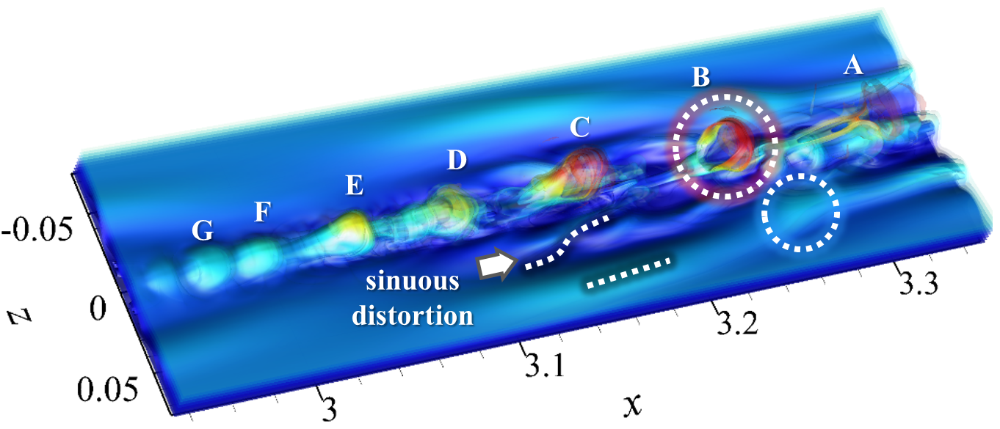 A
B
C
D
E
F
G
-0.05
0
0.05
z
sinuous
distortion
3
3.1
3.2
3.3
x